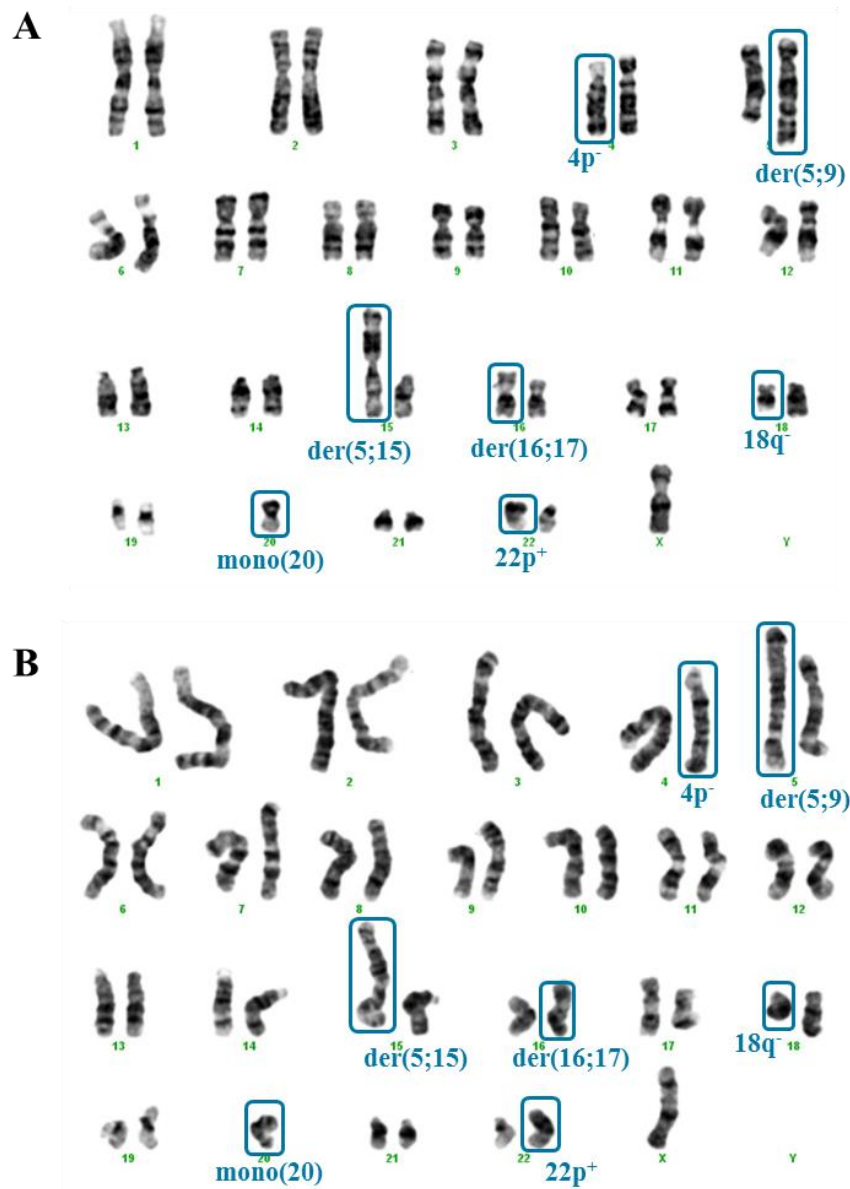 A
1 2 3 4
4p-
der(5;9)
6 7 8 9 10 11 12
13 14 15 16 17 18
der(5;15) der(16;17) 18q-
19 20 21 22 X Y
mono(20) 22p+
B
1 2 3 4 5
4p- der(5;9)
6 7 8 9 10 11 12
13 14 15 16 17 18
der(5;15) der(16;17) 18q-
19 20 21 22 X Y
mono(20) 22p+